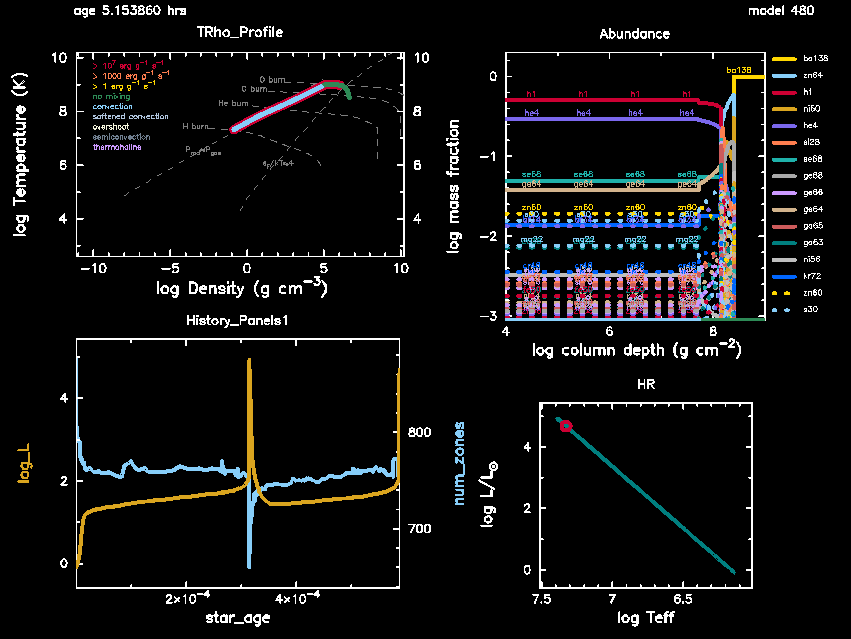 age 5.153860 hrs
model 480
TRho_Profile
> 10⁷ erg g⁻¹ s⁻¹
> 1000 erg g⁻¹ s⁻¹
> 1 erg g⁻¹ s⁻¹
no mixing
convection
softened convection
overshoot
semiconvection
thermohaline
O burn
C burn
He burn
H burn
10
8
6
4
10
8
6
4
−10
−5
0
5
10
log Temperature (K)
log Density (g cm⁻³)
Abundance
0
−1
−2
−3
4
6
8
log mass fraction
log column depth (g cm⁻²)
ba138
h1 h1 h1 h1
he4 he4 he4 he4
se68 se68 se68 se68
ge64 ge64 ge64 ge64
zn60 zn60 zn60 zn60
mg22 mg22 mg22 mg22
ba138
zn64
h1
ni60
he4
si28
se68
ge68
ge66
ge64
ga65
ga63
ni56
kr72
zn60
s30
History_Panels1
4
2
0
800
700
2×10⁻⁴
4×10⁻⁴
log_L
num_zones
star_age
HR
4
2
0
7.5
7
6.5
log L/L☉
log Teff